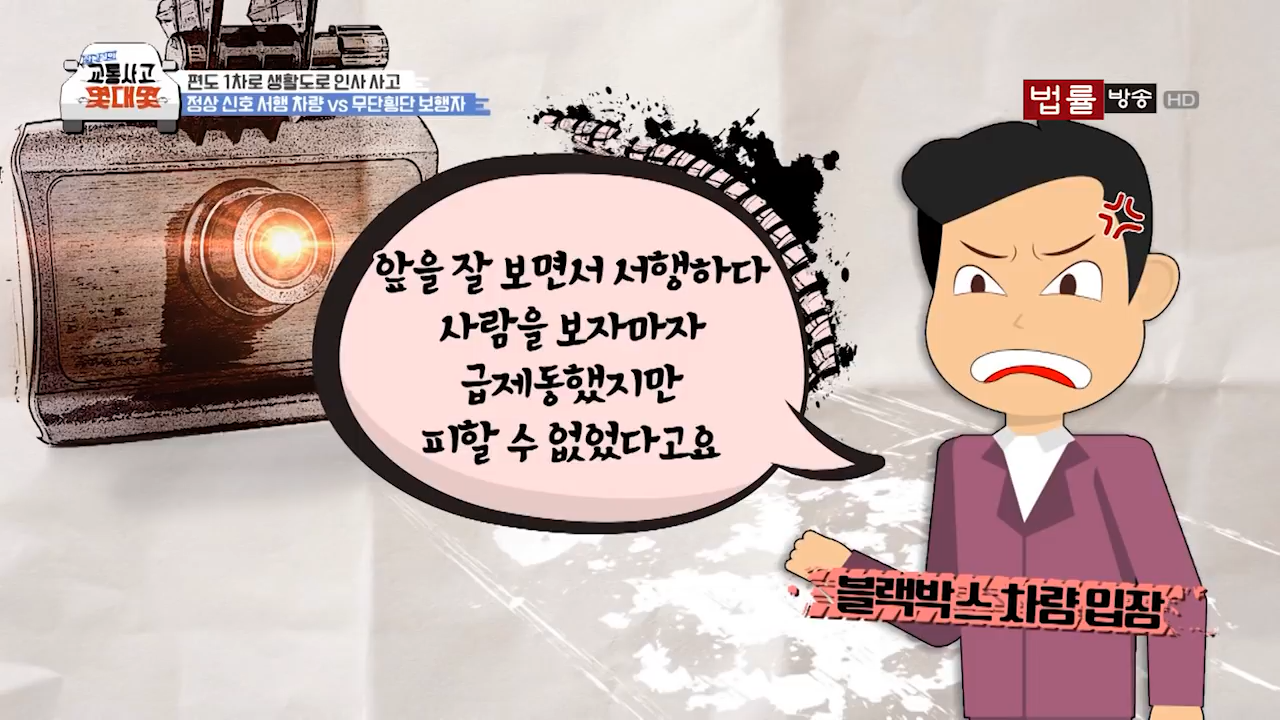 교통사고
몇대몇
편도 1차로 생활도로 인사 사고
정상 신호 서행 차량 vs 무단횡단 보행자
법률방송 HD
앞을 잘 보면서 서행하다
사람을 보자마자
급제동했지만
피할 수 없었다고요
블랙박스 차량 입장